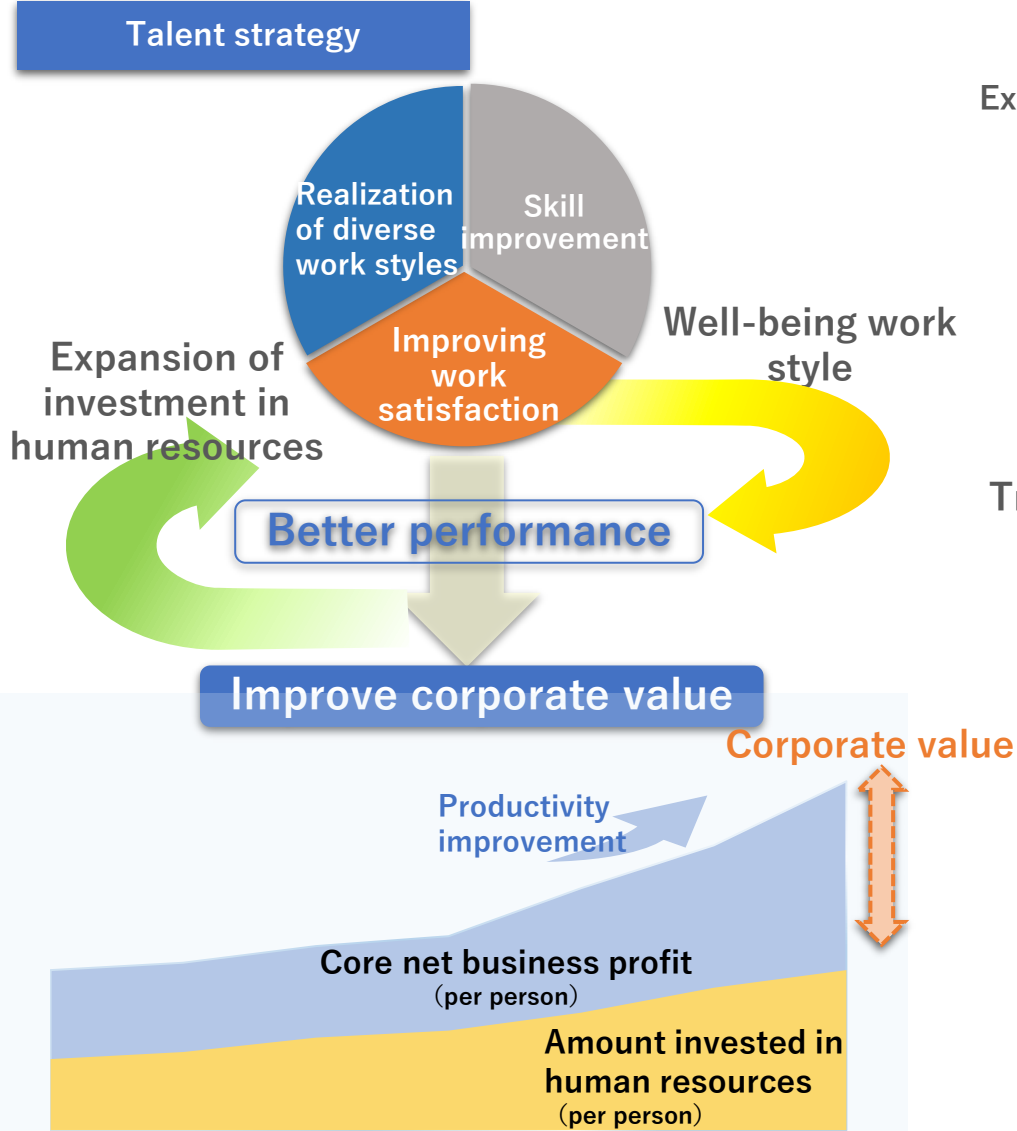 Talent strategy
Ex
Realization
of diverse
work styles
Skill
improvement
Improving
work
satisfaction
Well-being work
style
Expansion of
investment in
human resources
Tr
Better performance
Improve corporate value
Corporate value
Productivity
improvement
Core net business profit
（per person）
Amount invested in
human resources
（per person）